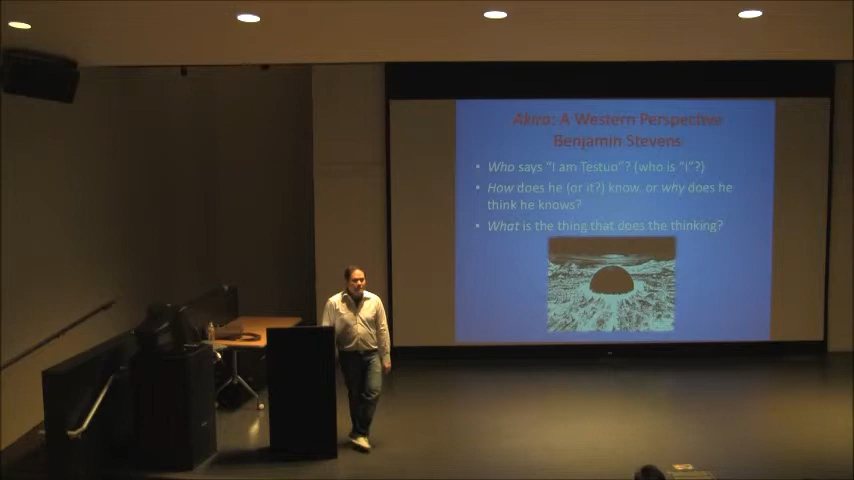 Akira: A Western Perspective
Benjamin Stevens
• Who says "I am Testuo"? (who is "I"?)
• How does he (or it?) know. or why does he
think he knows?
• What is the thing that does the thinking?